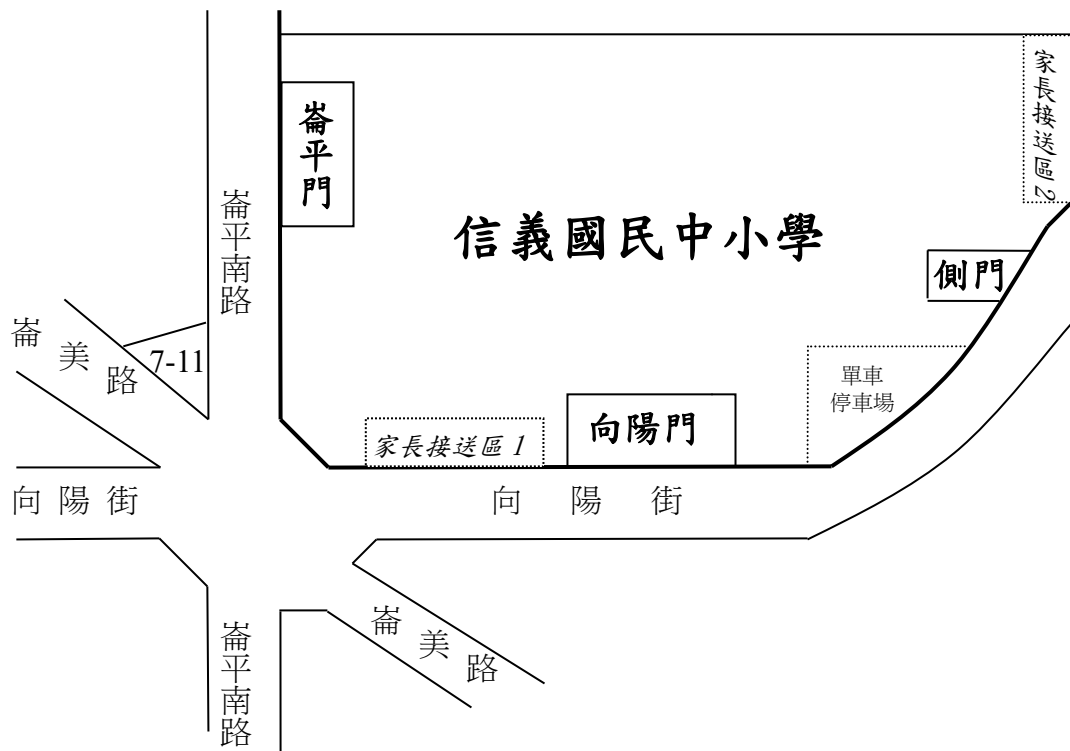 家長接送區2
崙平門
崙平南路
信義國民中小學
側門
崙美路
7-11
單車
停車場
向陽門
家長接送區1
向陽街
向陽街
崙美路
崙平南路